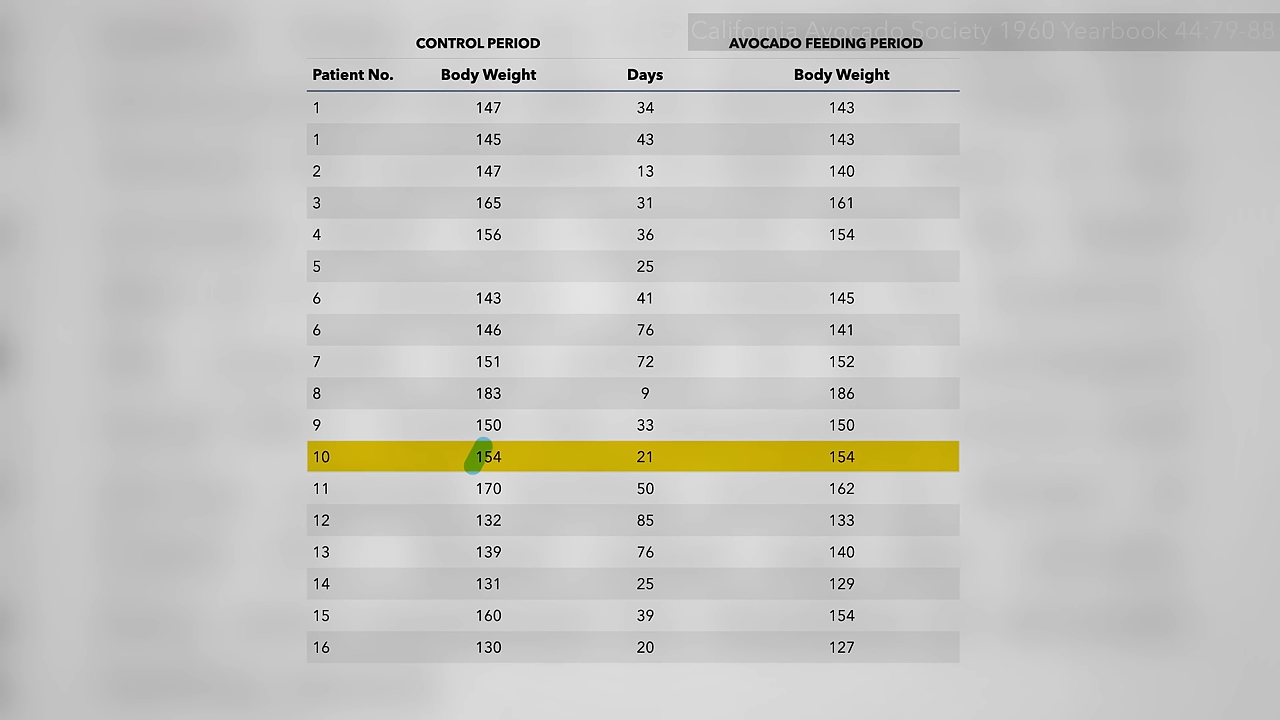 California Avocado Society 1960 Yearbook 44:79-88
CONTROL PERIOD AVOCADO FEEDING PERIOD
Patient No. Body Weight Days Body Weight
1 147 34 143
1 145 43 143
2 147 13 140
3 165 31 161
4 156 36 154
5 25
6 143 41 145
6 146 76 141
7 151 72 152
8 183 9 186
9 150 33 150
10 154 21 154
11 170 50 162
12 132 85 133
13 139 76 140
14 131 25 129
15 160 39 154
16 130 20 127